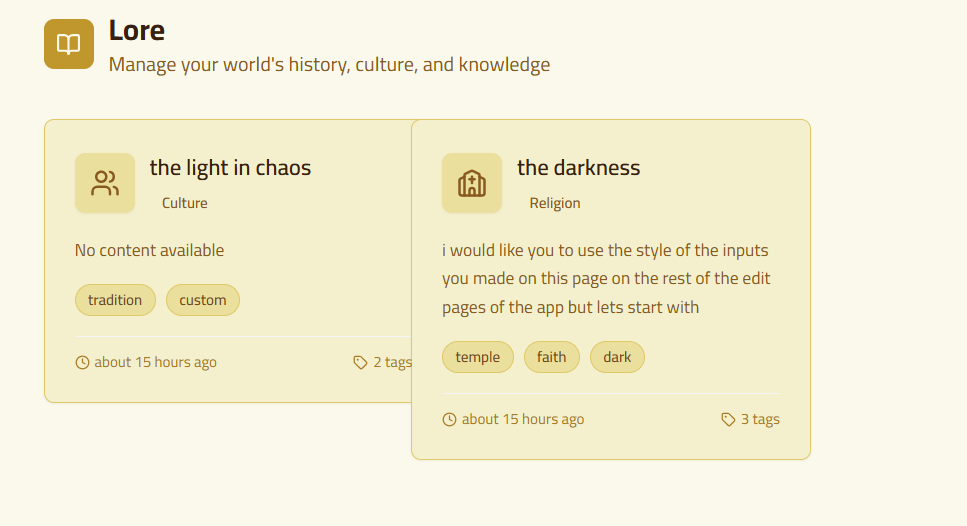 Lore
Manage your world's history, culture, and knowledge
the light in chaos
Culture
No content available
tradition custom
about 15 hours ago 2 tags
the darkness
Religion
i would like you to use the style of the inputs
you made on this page on the rest of the edit
pages of the app but lets start with
temple faith dark
about 15 hours ago 3 tags